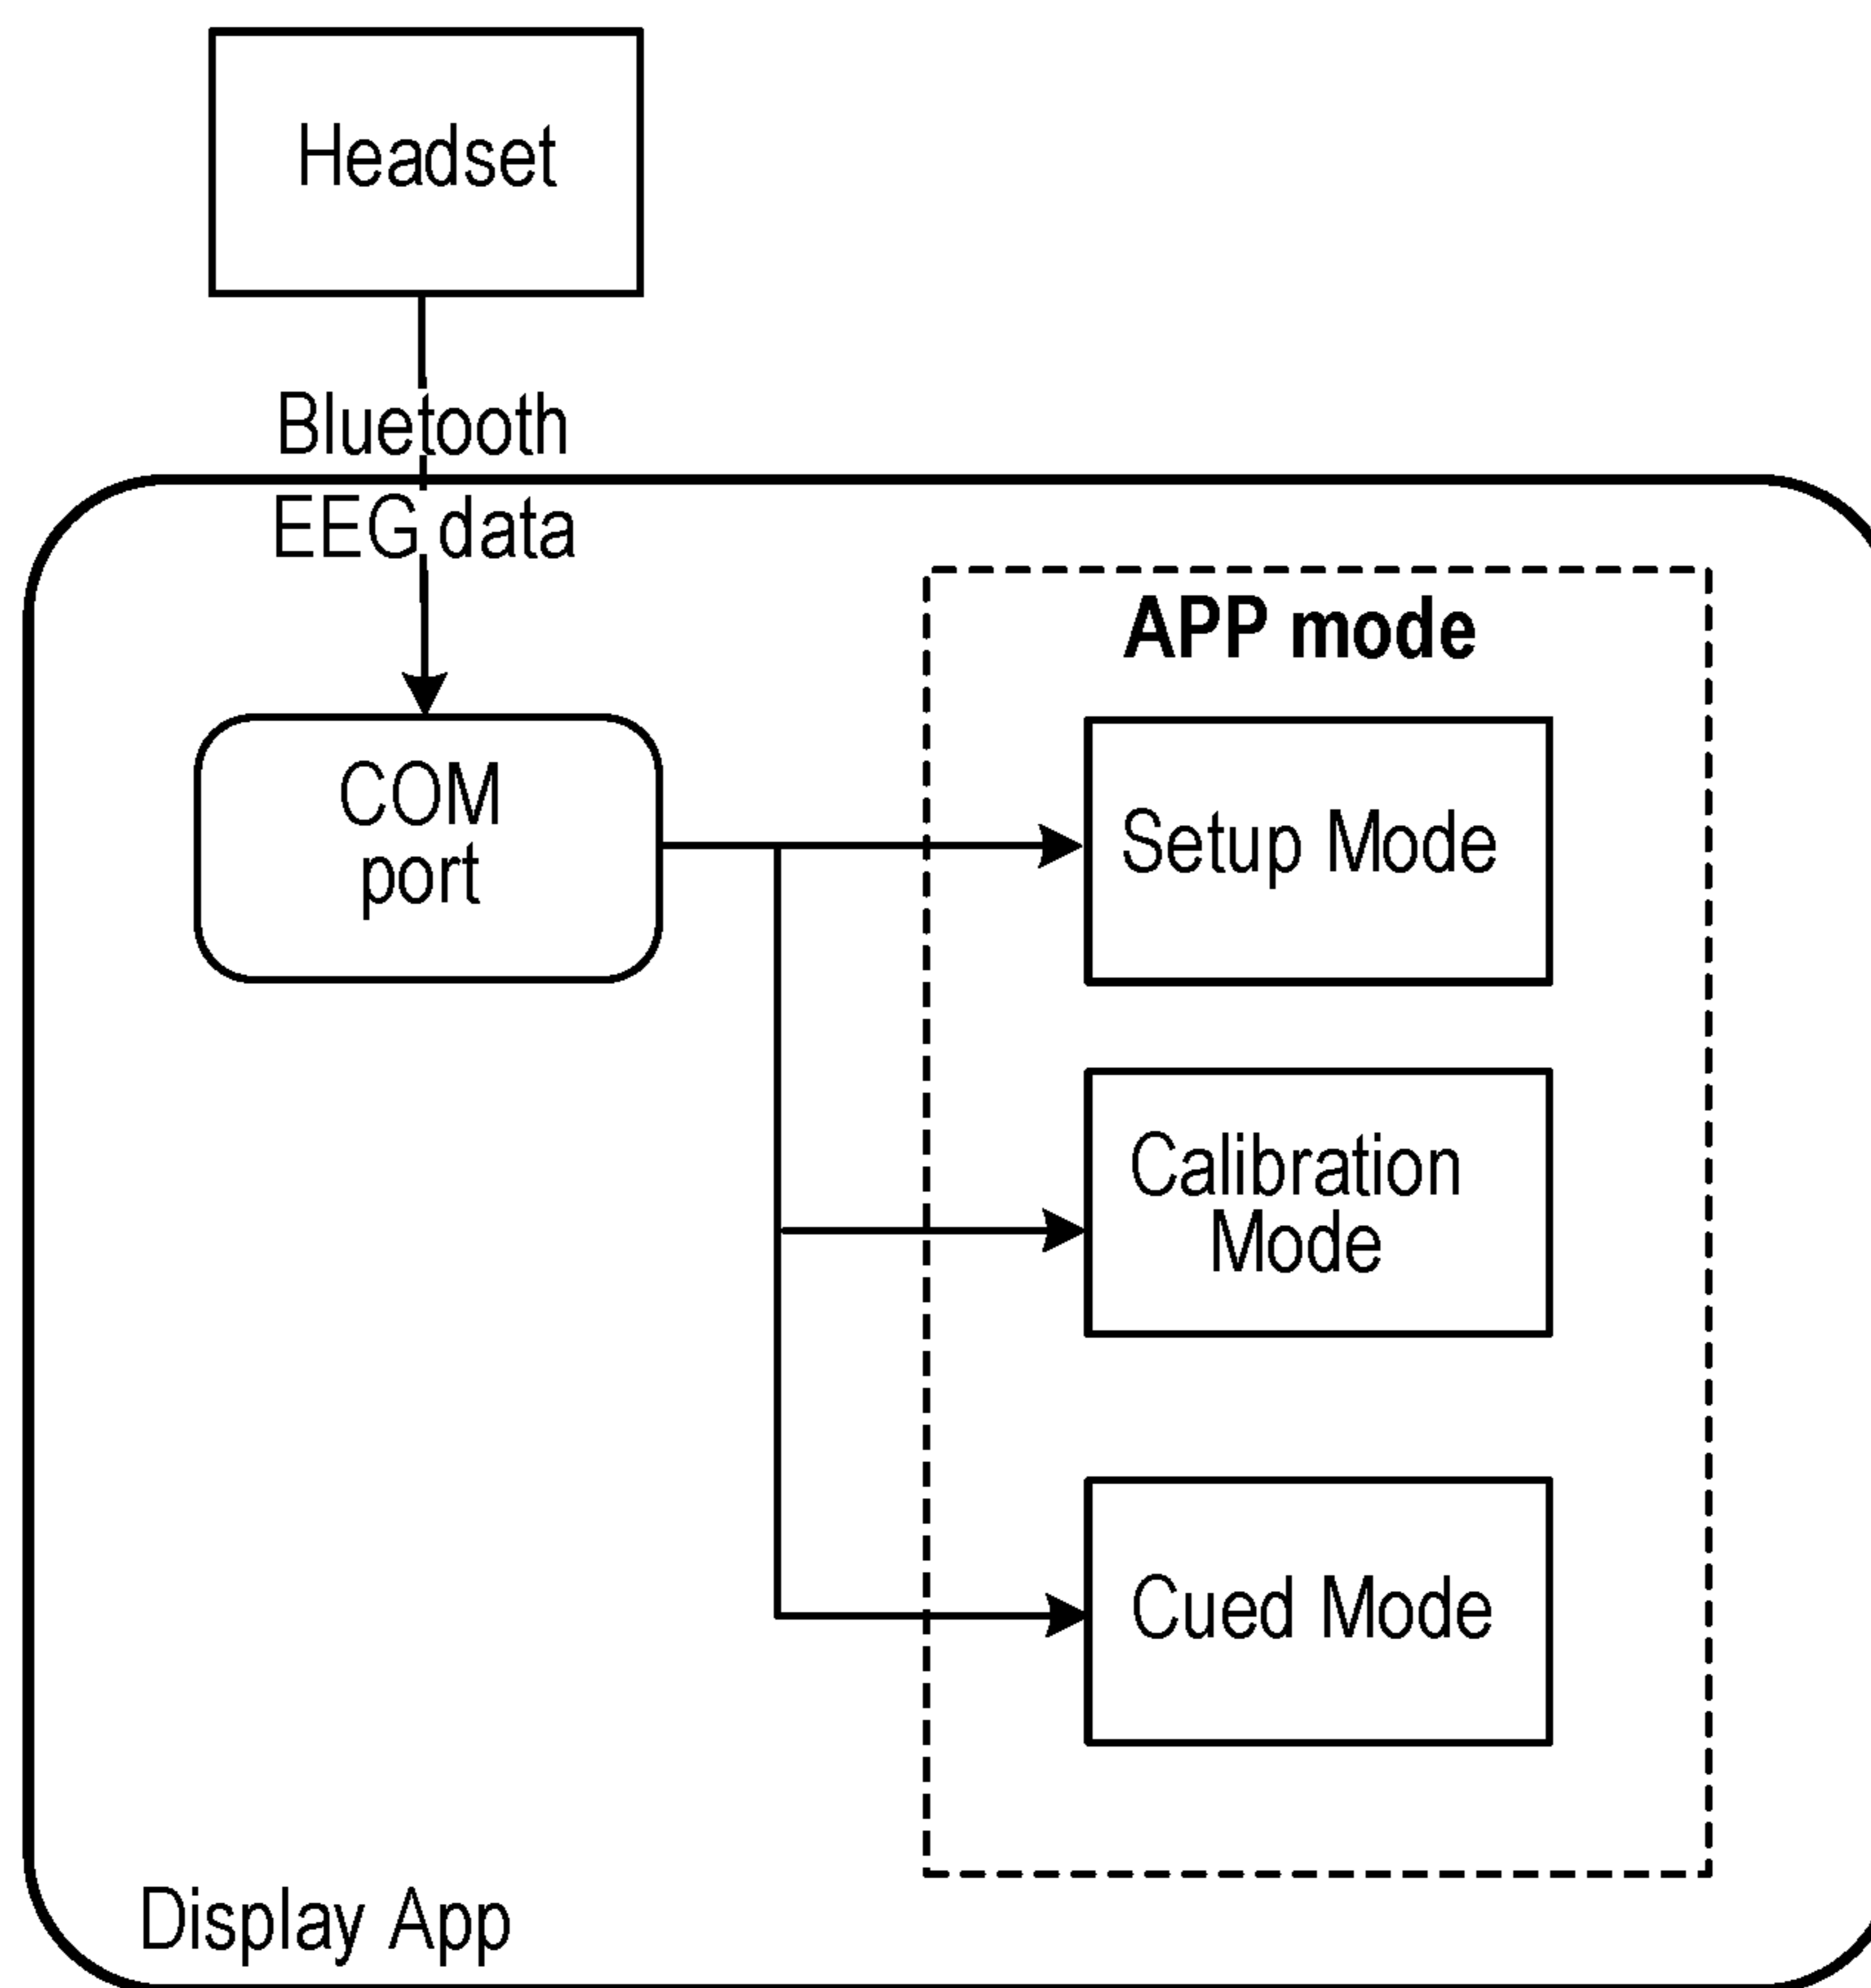 Headset
Bluetooth
EEG data
APP mode
COM
port
Setup Mode
Calibration
Mode
Cued Mode
Display App